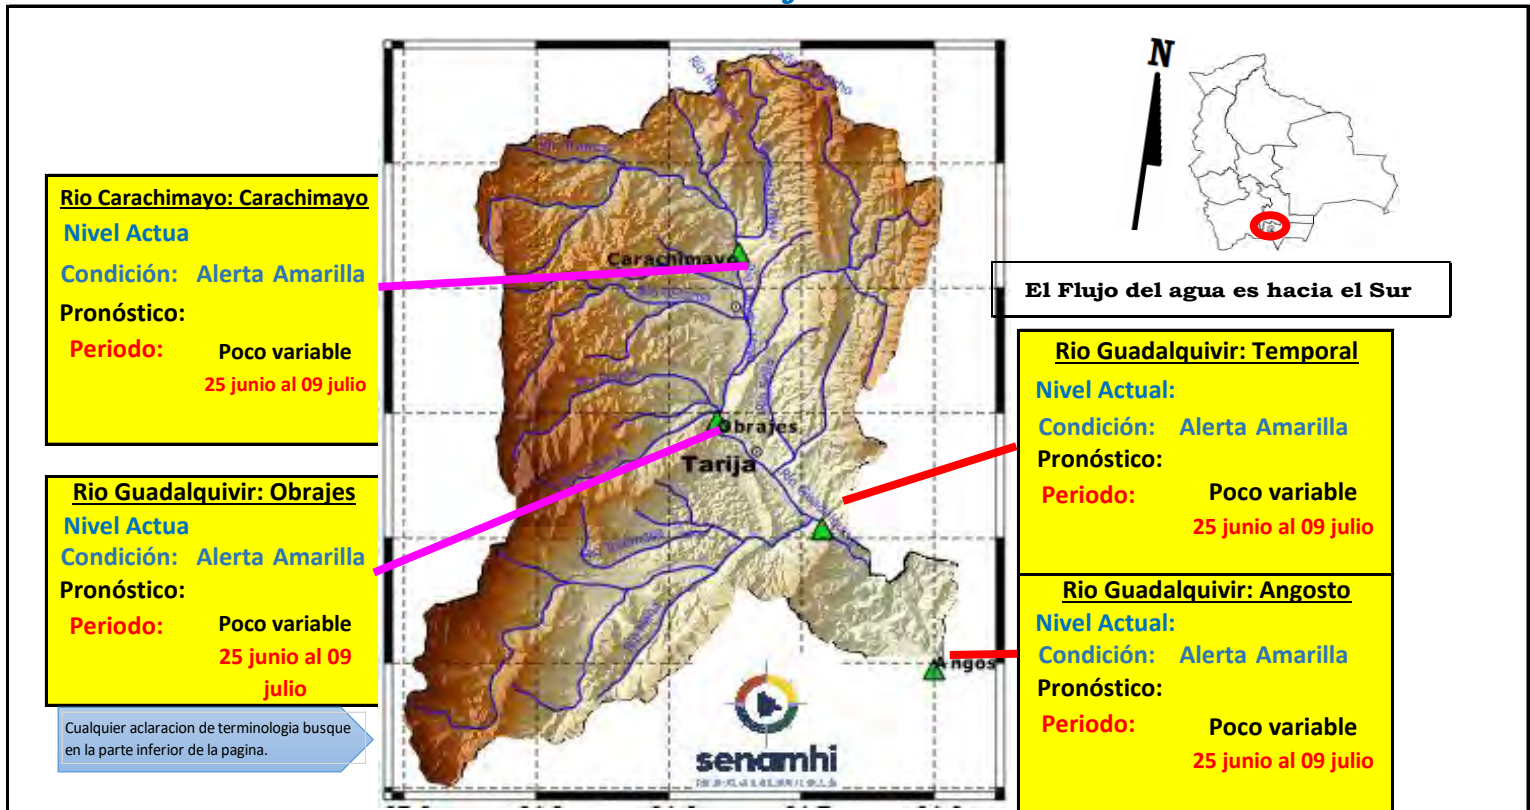 N
El Flujo del agua es hacia el Sur
Rio Carachimayo: Carachimayo
Nivel Actua
Condición: Alerta Amarilla
Pronóstico:
Periodo: Poco variable
25 junio al 09 julio
Rio Guadalquivir: Obrajes
Nivel Actua
Condición: Alerta Amarilla
Pronóstico:
Periodo: Poco variable
25 junio al 09
julio
Cualquier aclaracion de terminologia busque
en la parte inferior de la pagina.
Carachimayo
Obrajes
Tarija
Angos
senamhi
Rio Guadalquivir: Temporal
Nivel Actual:
Condición: Alerta Amarilla
Pronóstico:
Periodo: Poco variable
25 junio al 09 julio
Rio Guadalquivir: Angosto
Nivel Actual:
Condición: Alerta Amarilla
Pronóstico:
Periodo: Poco variable
25 junio al 09 julio